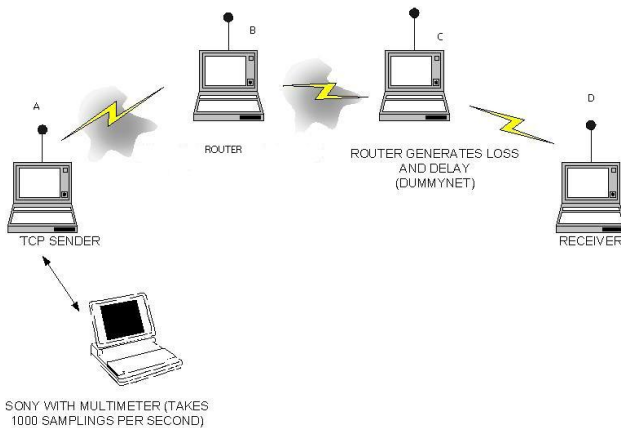 A
TCP SENDER
B
ROUTER
C
ROUTER GENERATES LOSS
AND DELAY
(DUMMYNET)
D
RECEIVER
SONY WITH MULTIMETER (TAKES
1000 SAMPLINGS PER SECOND)